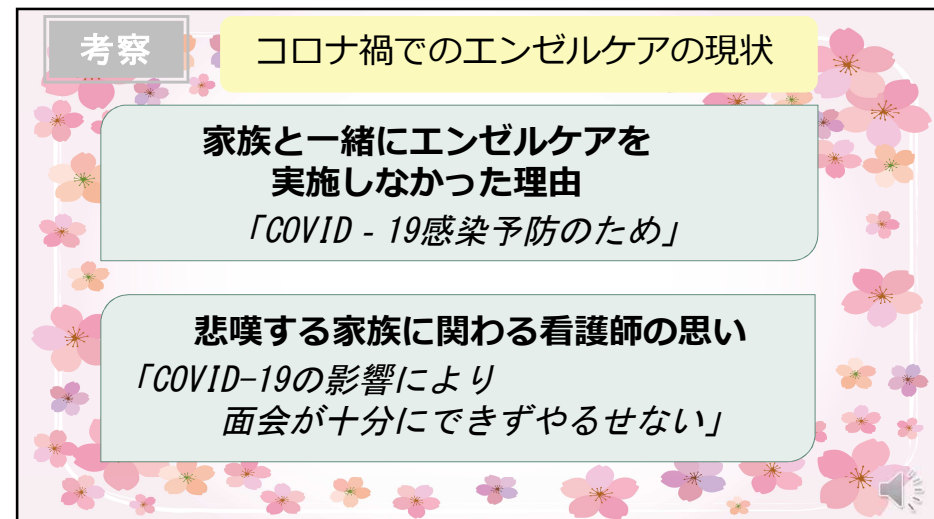 考察
コロナ禍でのエンゼルケアの現状
家族と一緒にエンゼルケアを
実施しなかった理由
「COVID‐19感染予防のため」
悲嘆する家族に関わる看護師の思い
「COVID−19の影響により
面会が十分にできずやるせない」